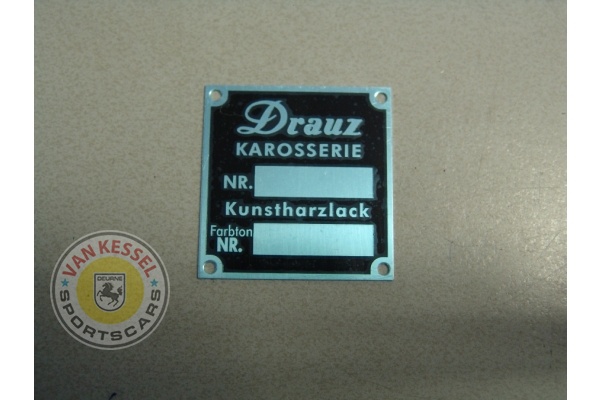 Drauz
KAROSSERIE
NR.
Kunstharzlack
Farbton
NR.
VAN KESSEL
DEURNE
SPORTSCARS